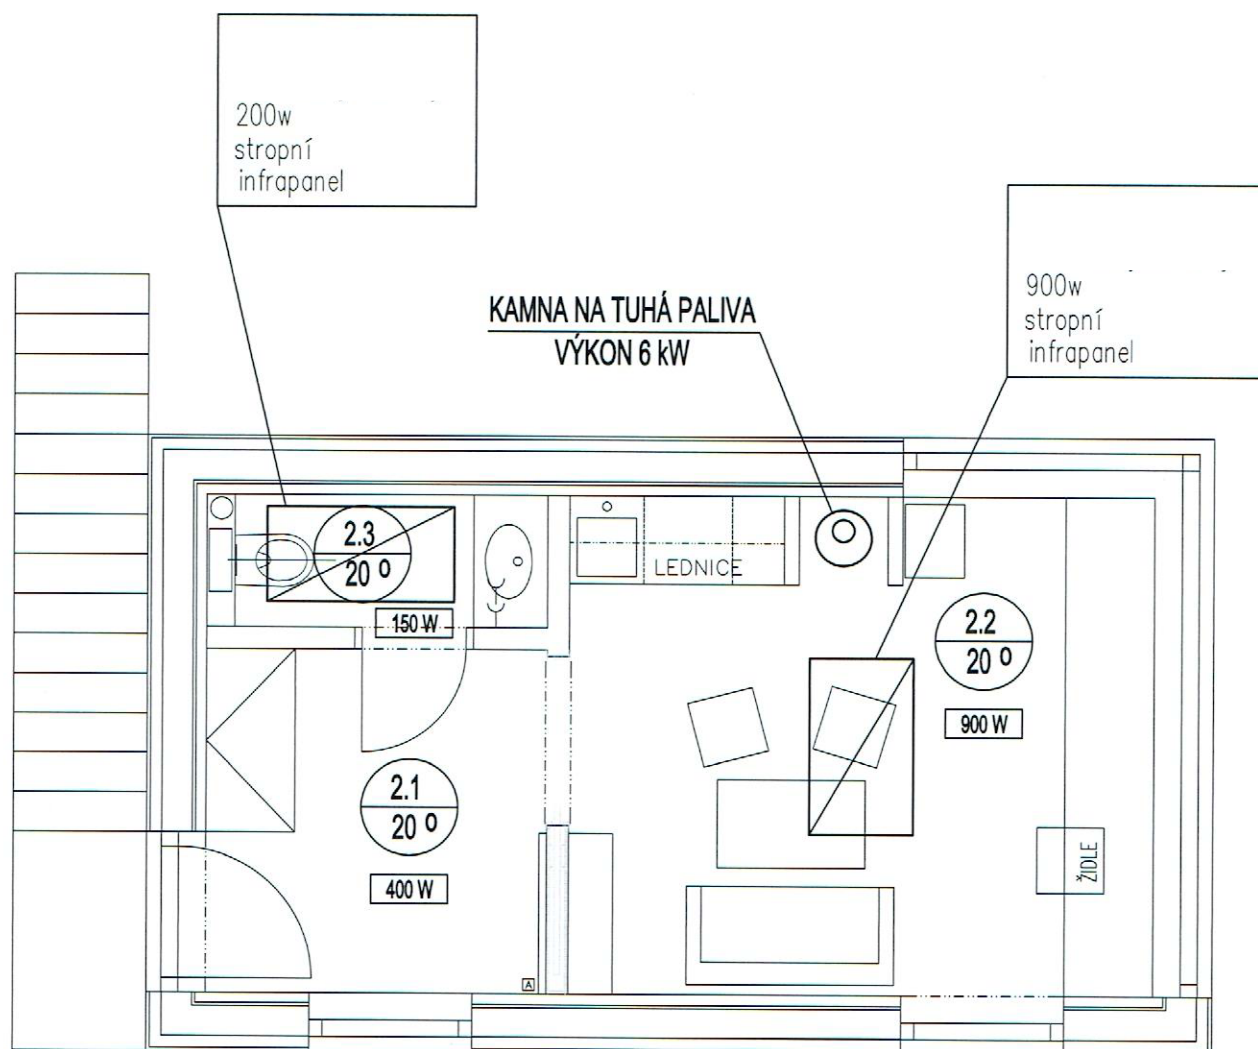 200w
stropní
infrapanel
900w
stropní
infrapanel
KAMNA NA TUHÁ PALIVA
VÝKON 6 kW
2.3
20 º
150 W
LEDNICE
2.2
20 º
900 W
2.1
20 º
400 W
ŽIDLE
A